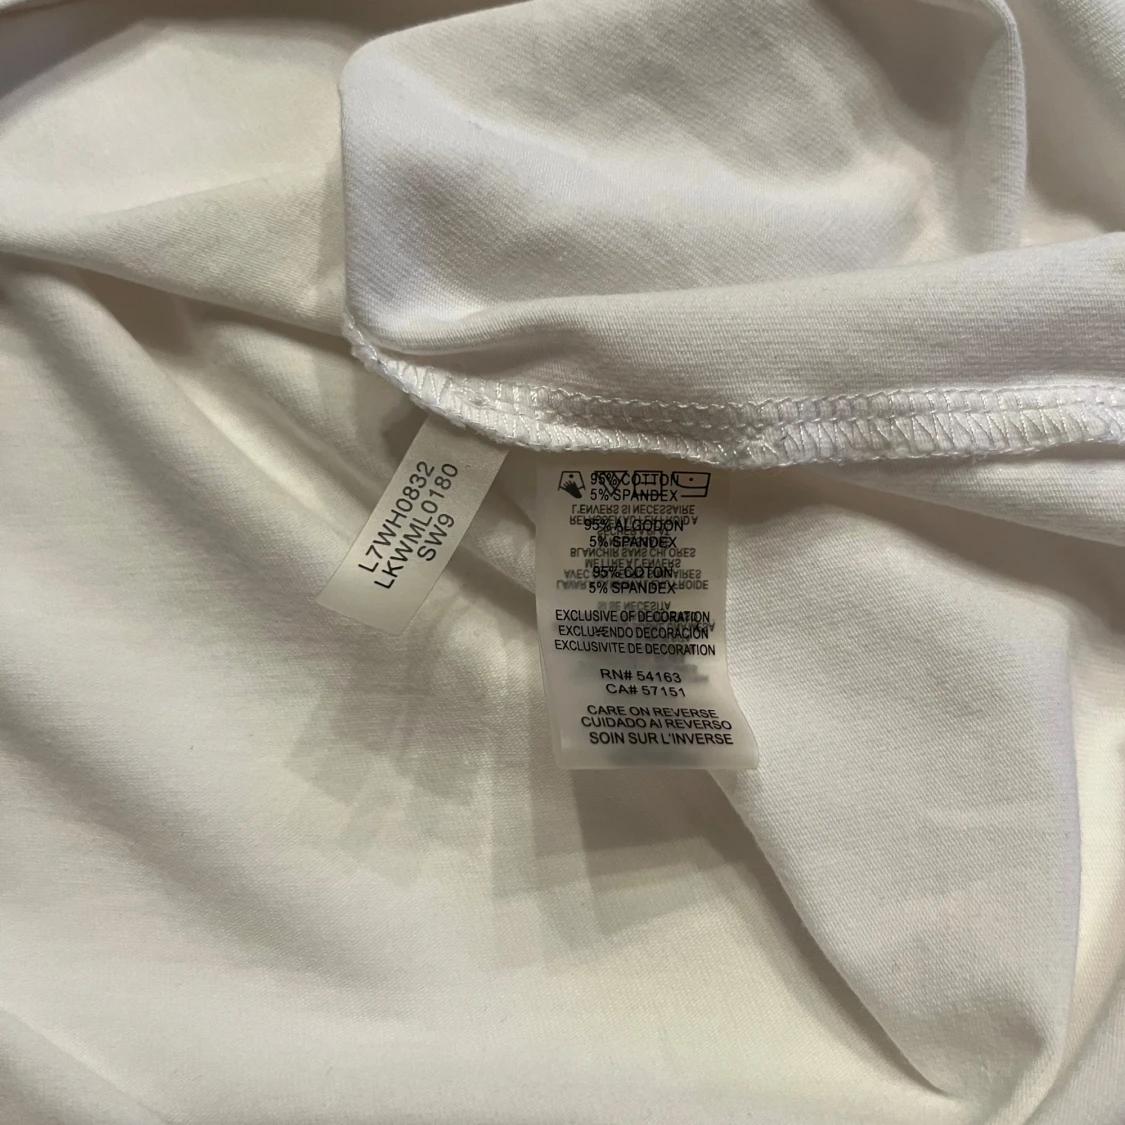 L7WH0832
LKWML0180
SW9
95% COTTON
5% SPANDEX
95% ALGODON
5% SPANDEX
95% COTON
5% SPANDEX
EXCLUSIVE OF DECORATION
EXCLUYENDO DECORACIÓN
EXCLUSIVITE DE DECORATION
RN# 54163
CA# 57151
CARE ON REVERSE
CUIDADO AI REVERSO
SOIN SUR L'INVERSE